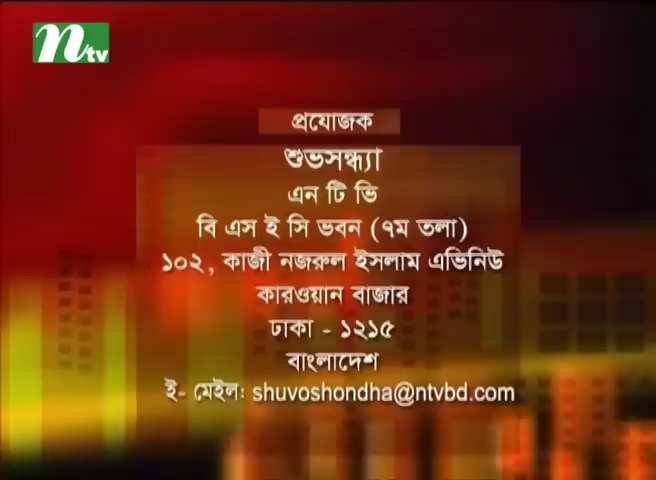 ntv
প্রযোজক
শুভসন্ধ্যা
এন টি ভি
বি এস ই সি ভবন (৭ম তলা)
১০২, কাজী নজরুল ইসলাম এভিনিউ
কারওয়ান বাজার
ঢাকা - ১২১৫
বাংলাদেশ
ই- মেইলঃ shuvoshondha@ntvbd.com